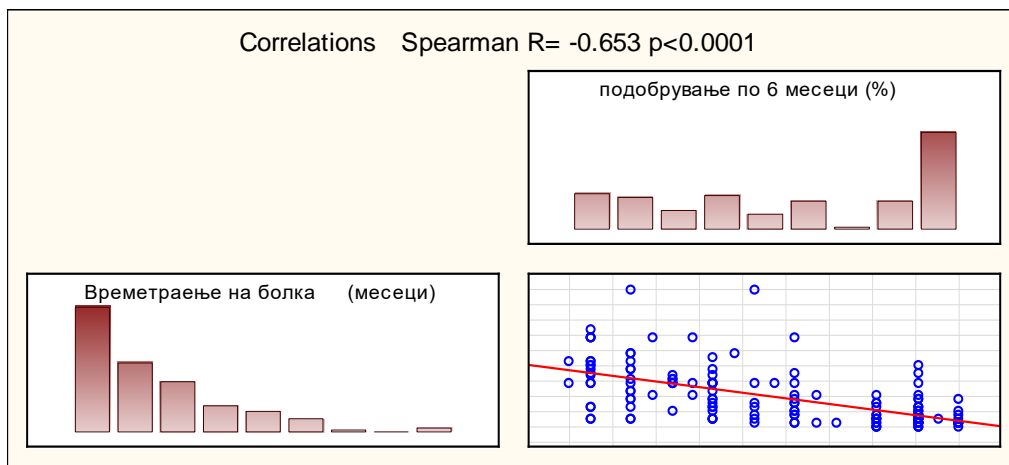 Correlations Spearman R= -0.653 p<0.0001
подобрување по 6 месеци (%)
Времетраење на болка (месеци)